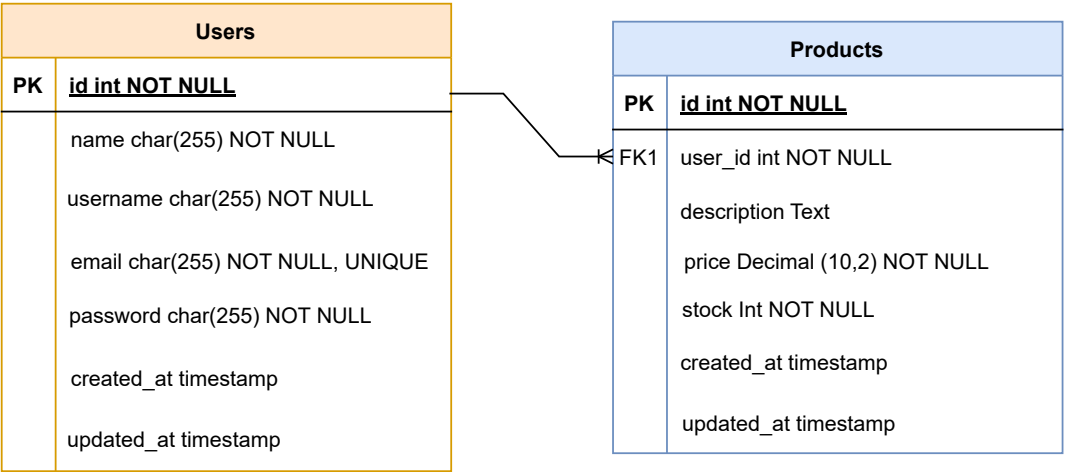 Users
PK id int NOT NULL
name char(255) NOT NULL
username char(255) NOT NULL
email char(255) NOT NULL, UNIQUE
password char(255) NOT NULL
created_at timestamp
updated_at timestamp
Products
PK id int NOT NULL
FK1 user_id int NOT NULL
description Text
price Decimal (10,2) NOT NULL
stock Int NOT NULL
created_at timestamp
updated_at timestamp